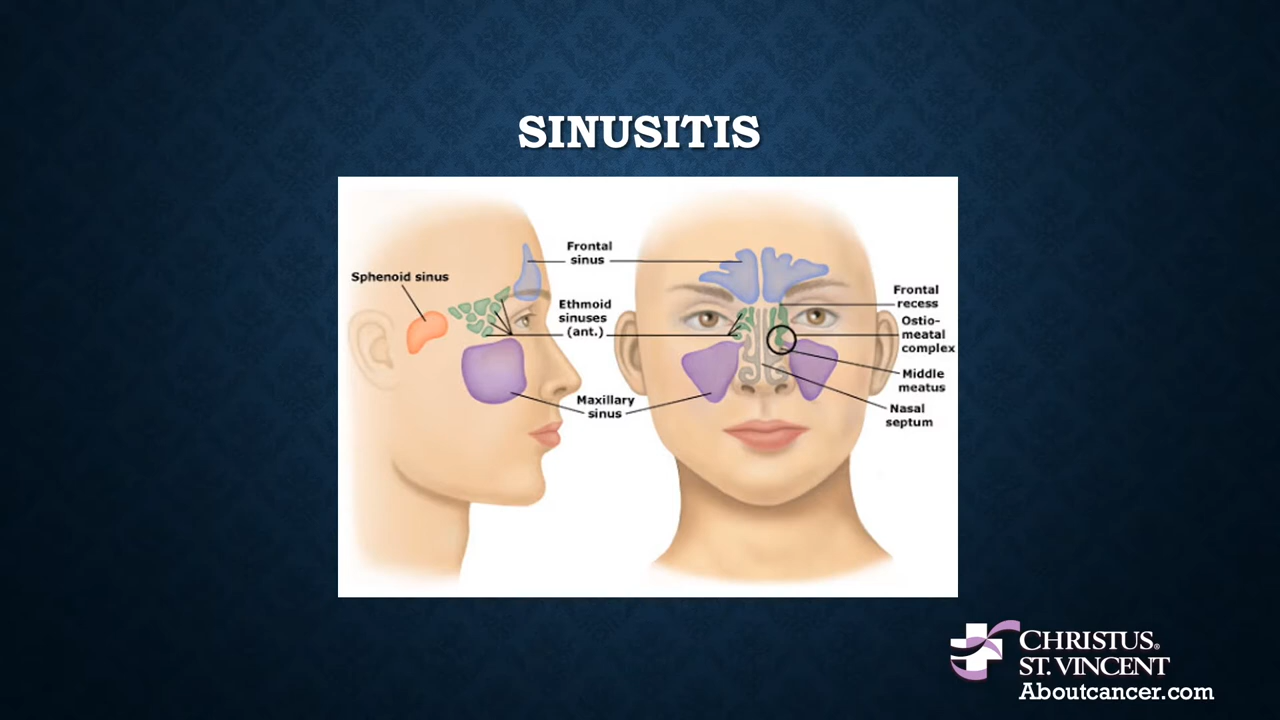 SINUSITIS
Sphenoid sinus
Frontal
sinus
Ethmoid
sinuses
(ant.)
Maxillary
sinus
Frontal
recess
Ostio-
meatal
complex
Middle
meatus
Nasal
septum
CHRISTUS®
ST. VINCENT
Aboutcancer.com